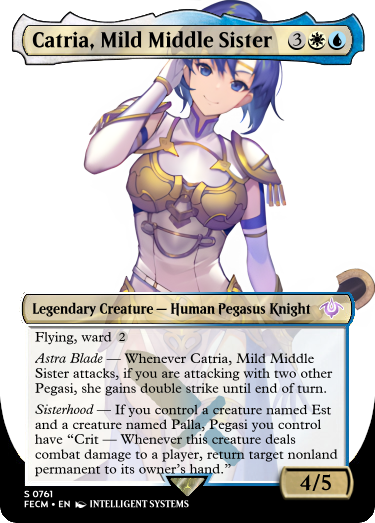 Catria, Mild Middle Sister 3
Legendary Creature — Human Pegasus Knight
Flying, ward 2
Astra Blade — Whenever Catria, Mild Middle
Sister attacks, if you are attacking with two other
Pegasi, she gains double strike until end of turn.
Sisterhood — If you control a creature named Est
and a creature named Palla, Pegasi you control
have “Crit — Whenever this creature deals
combat damage to a player, return target nonland
permanent to its owner’s hand.”
4/5
S 0761
FECM • EN INTELLIGENT SYSTEMS